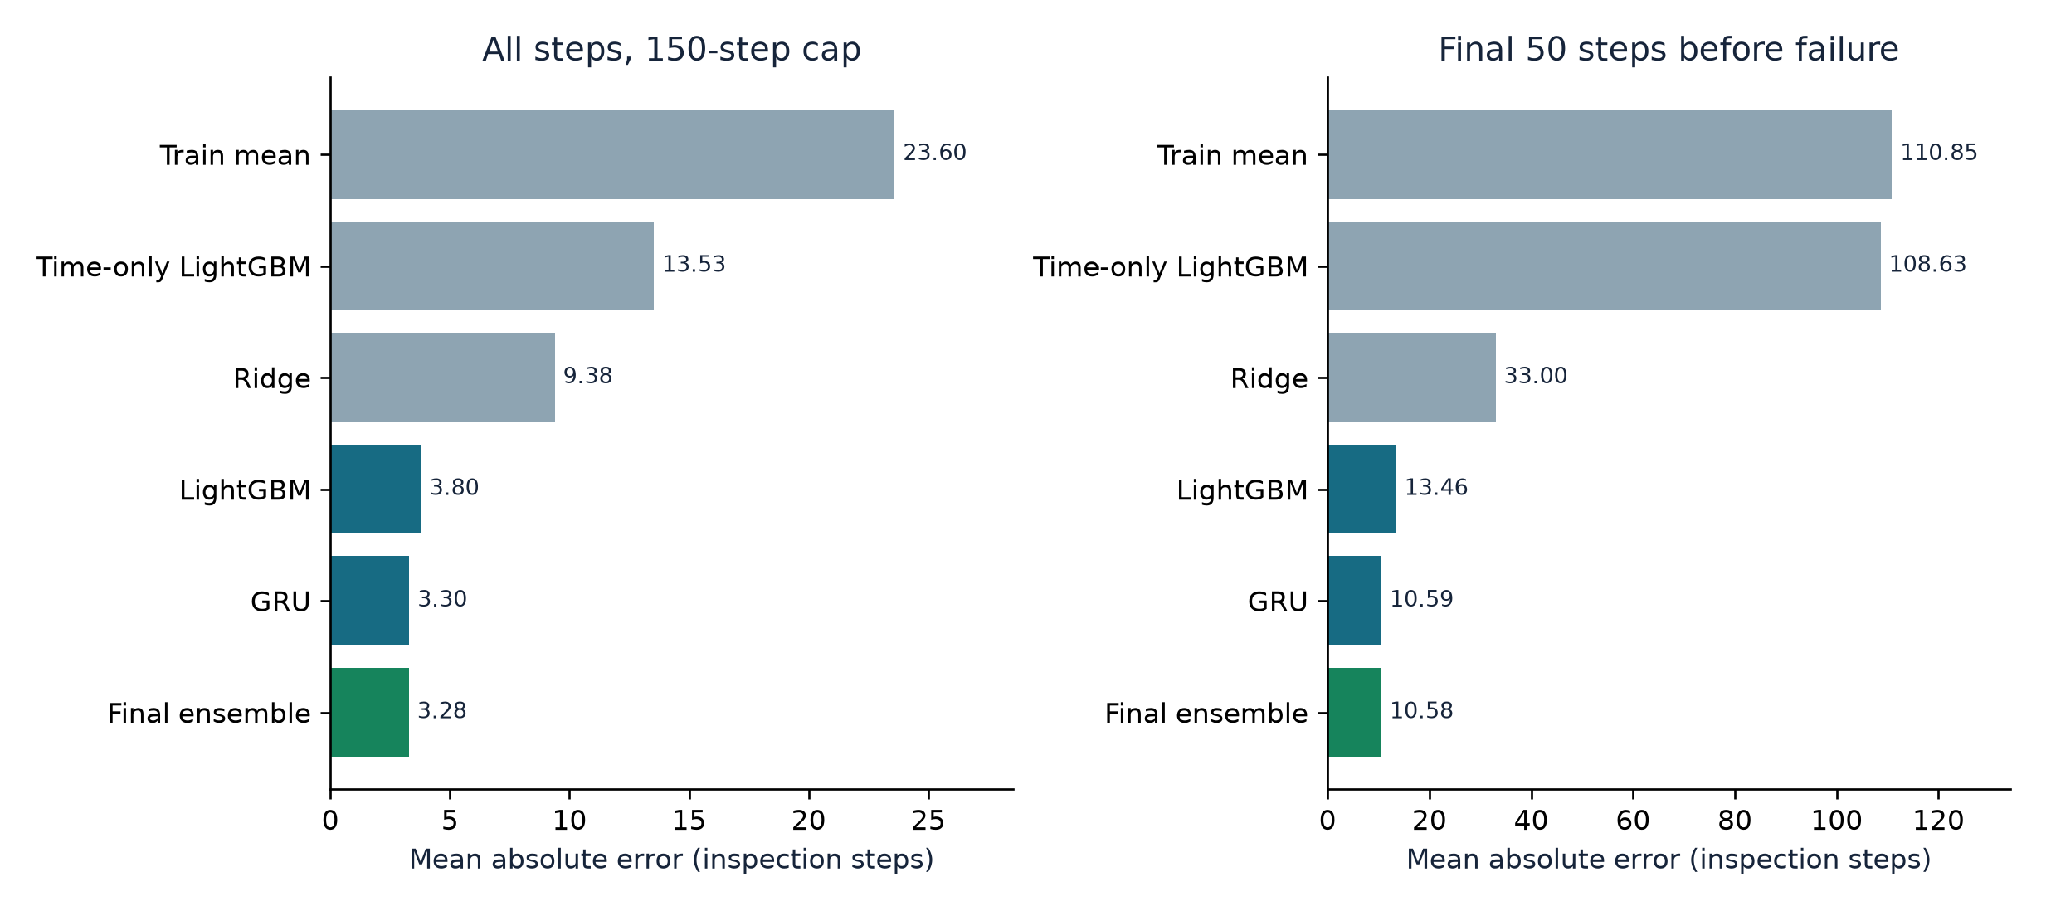 All steps, 150-step cap
Train mean
23.60
Time-only LightGBM
13.53
Ridge
9.38
LightGBM
3.80
GRU
3.30
Final ensemble
3.28
0 5 10 15 20 25
Mean absolute error (inspection steps)
Final 50 steps before failure
Train mean
110.85
Time-only LightGBM
108.63
Ridge
33.00
LightGBM
13.46
GRU
10.59
Final ensemble
10.58
0 20 40 60 80 100 120
Mean absolute error (inspection steps)